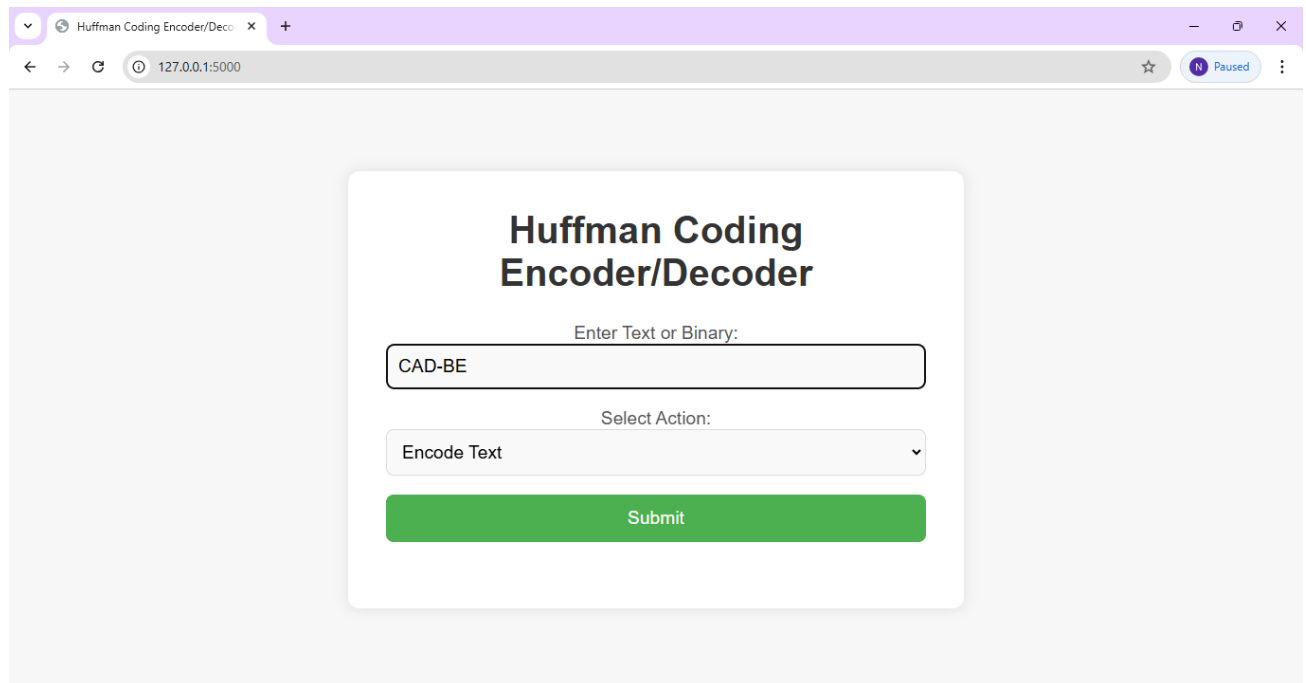 Huffman Coding Encoder/Deco
127.0.0.1:5000
N Paused
Huffman Coding
Encoder/Decoder
Enter Text or Binary:
CAD-BE
Select Action:
Encode Text
Submit